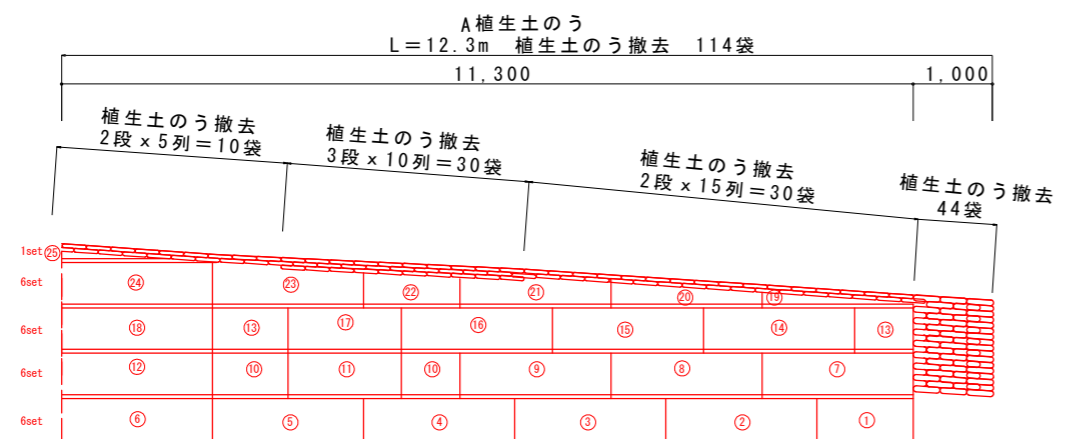 A植生土のう
L＝12.3m　植生土のう撤去　114袋
11,300
1,000
植生土のう撤去
2段×5列＝10袋
植生土のう撤去
3段×10列＝30袋
植生土のう撤去
2段×15列＝30袋
植生土のう撤去
44袋
1set ㉕
6set ㉔ ㉓ ㉒ ㉑ ⑳ ⑲
6set ⑱ ⑬ ⑰ ⑯ ⑮ ⑭ ⑬
6set ⑫ ⑩ ⑪ ⑩ ⑨ ⑧ ⑦
6set ⑥ ⑤ ④ ③ ② ①